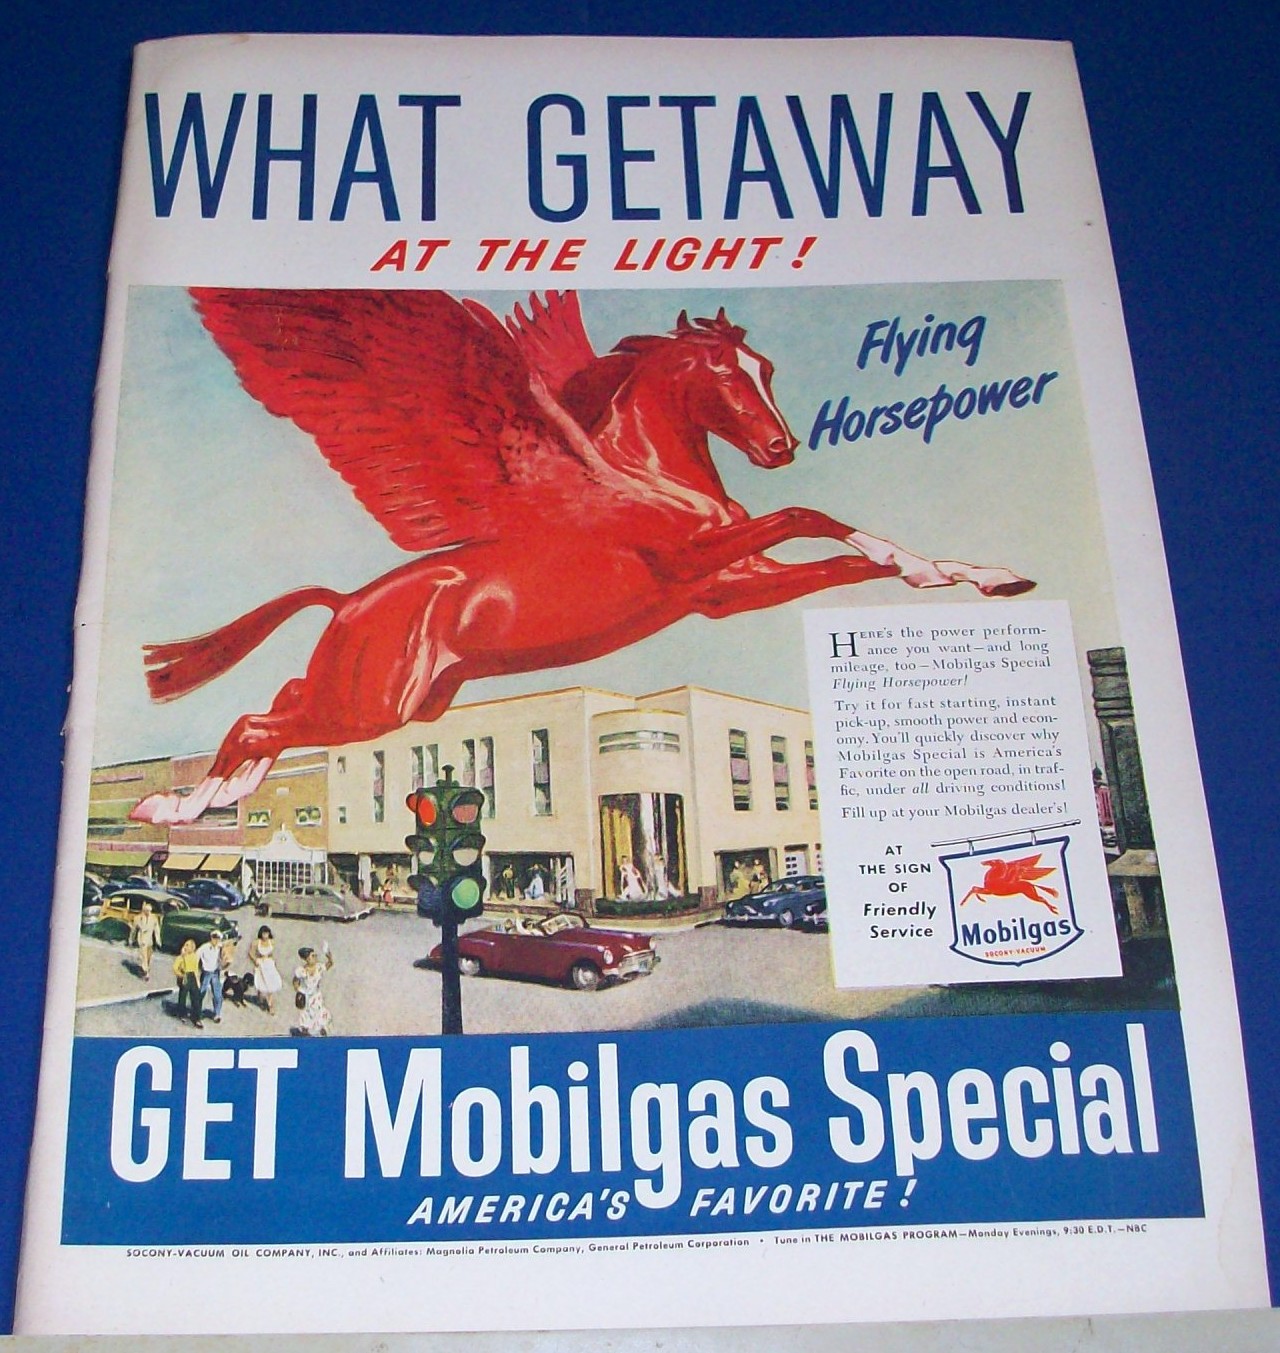 WHAT GETAWAY
AT THE LIGHT!
Flying
Horsepower
HERE'S the power perform-
ance you want—and long
mileage, too—Mobilgas Special
Flying Horsepower!
Try it for fast starting, instant
pick-up, smooth power and econ-
omy. You'll quickly discover why
Mobilgas Special is America's
Favorite on the open road, in traf-
fic, under all driving conditions!
Fill up at your Mobilgas dealer's!
AT
THE SIGN
OF
Friendly
Service
Mobilgas
SOCONY-VACUUM
GET Mobilgas Special
AMERICA'S FAVORITE!
SOCONY-VACUUM OIL COMPANY, INC., and Affiliates: Magnolia Petroleum Company, General Petroleum Corporation • Tune in THE MOBILGAS PROGRAM—Monday Evenings, 9:30 E.D.T.—NBC